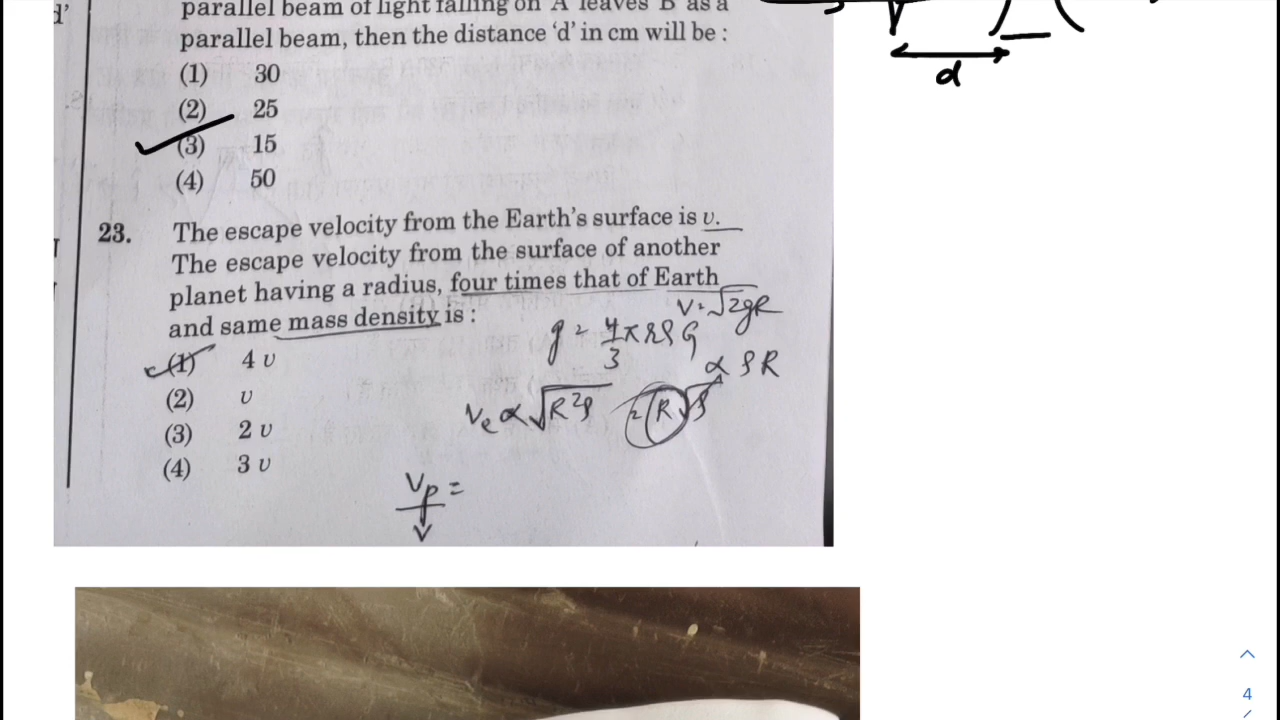 d'
parallel beam of light falling on 'A' leaves 'B' as a
parallel beam, then the distance 'd' in cm will be :
(1) 30
(2) 25
(3) 15
(4) 50
d
23. The escape velocity from the Earth's surface is υ.
The escape velocity from the surface of another
planet having a radius, four times that of Earth
and same mass density is :
(1) 4 υ
(2) υ
(3) 2 υ
(4) 3 υ
V = √2gR
g = 4/3 πRρG
∝ ρR
Ve ∝ √R²ρ = R√ρ
Vp/V =
4